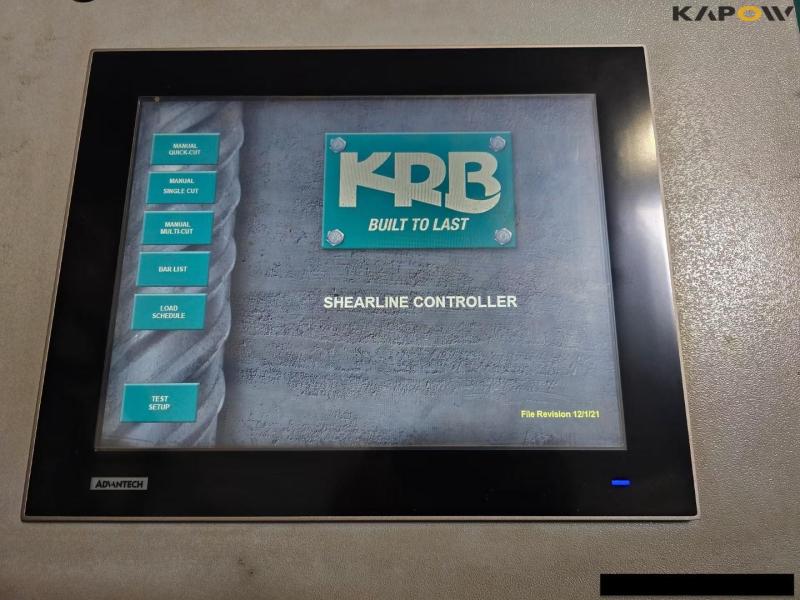 KAPOW
MANUAL
QUICK-CUT
MANUAL
SINGLE CUT
MANUAL
MULTI-CUT
BAR LIST
LOAD
SCHEDULE
TEST
SETUP
KRB
BUILT TO LAST
SHEARLINE CONTROLLER
File Revision 12/1/21
ADVANTECH